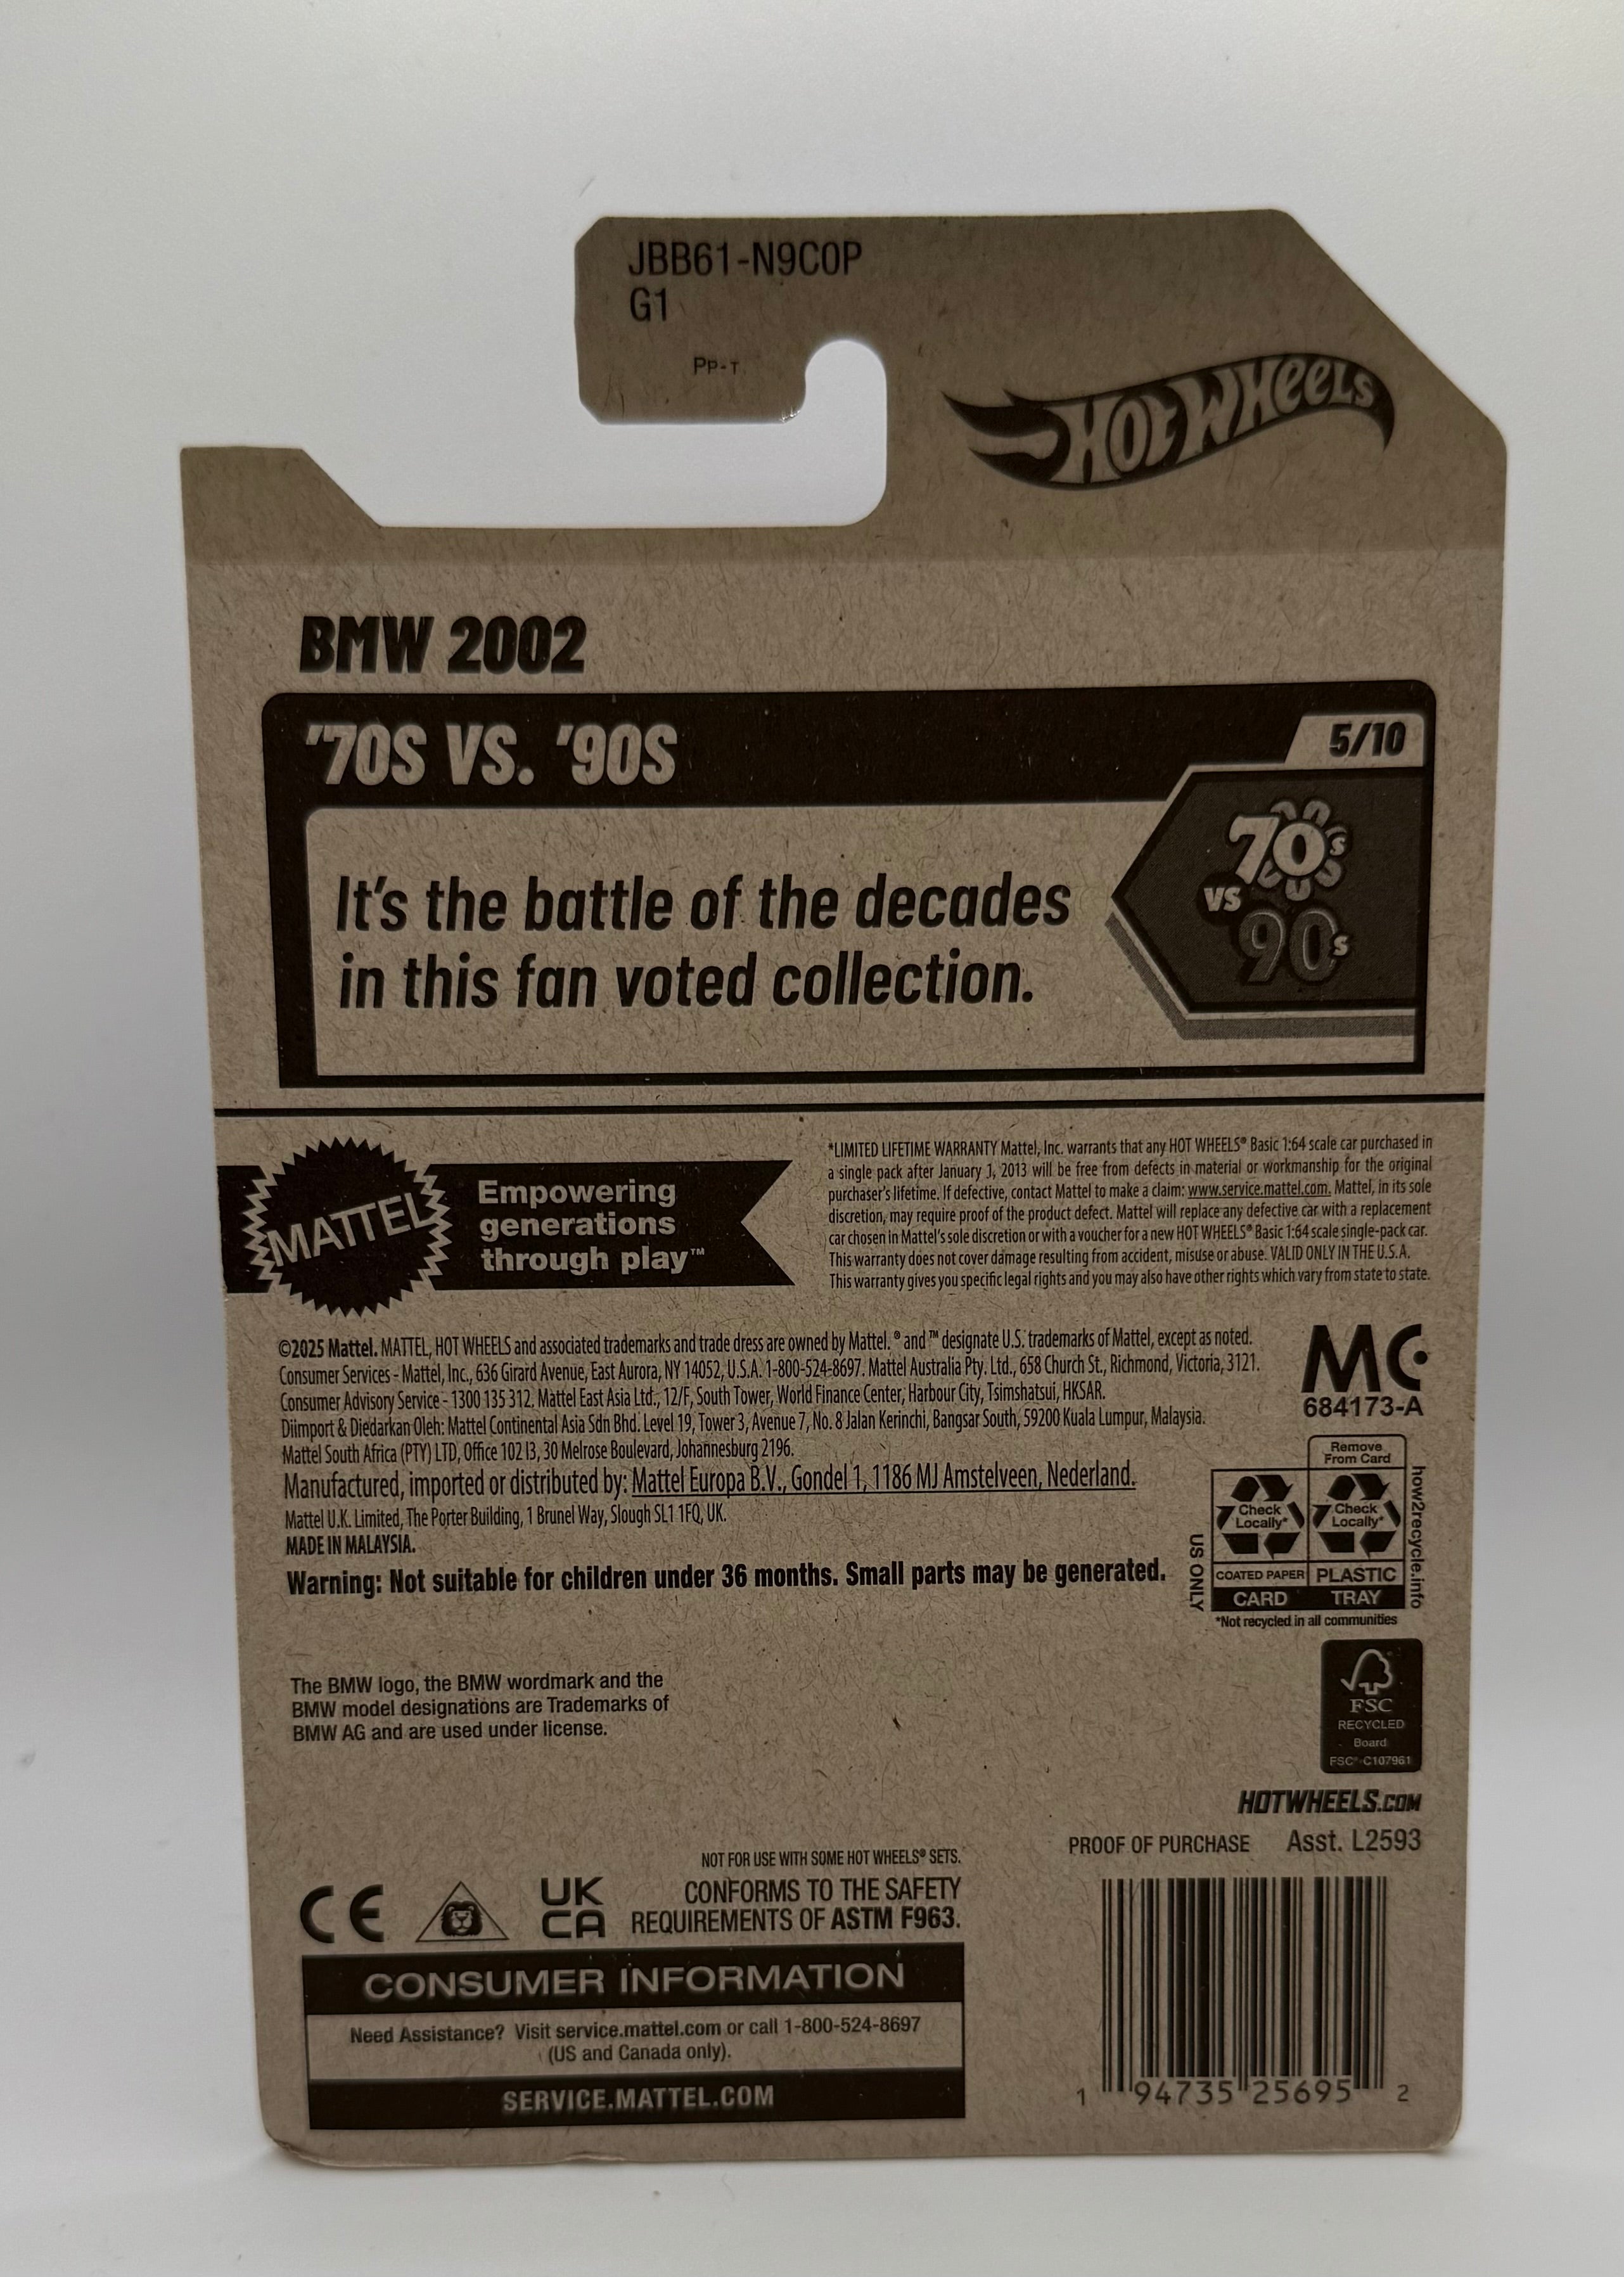 JBB61-N9C0P
G1
Pp-T
HOT WHEELS
BMW 2002
'70S VS. '90S
5/10
70s
VS
90s
It's the battle of the decades
in this fan voted collection.
MATTEL
Empowering
generations
through play™
*LIMITED LIFETIME WARRANTY Mattel, Inc. warrants that any HOT WHEELS® Basic 1:64 scale car purchased in
a single pack after January 1, 2013 will be free from defects in material or workmanship for the original
purchaser's lifetime. If defective, contact Mattel to make a claim: www.service.mattel.com. Mattel, in its sole
discretion, may require proof of the product defect. Mattel will replace any defective car with a replacement
car chosen in Mattel's sole discretion or with a voucher for a new HOT WHEELS® Basic 1:64 scale single-pack car.
This warranty does not cover damage resulting from accident, misuse or abuse. VALID ONLY IN THE U.S.A.
This warranty gives you specific legal rights and you may also have other rights which vary from state to state.
©2025 Mattel. MATTEL, HOT WHEELS and associated trademarks and trade dress are owned by Mattel. ® and ™ designate U.S. trademarks of Mattel, except as noted.
Consumer Services - Mattel, Inc., 636 Girard Avenue, East Aurora, NY 14052, U.S.A. 1-800-524-8697. Mattel Australia Pty. Ltd., 658 Church St., Richmond, Victoria, 3121.
Consumer Advisory Service - 1300 135 312. Mattel East Asia Ltd., 12/F, South Tower, World Finance Center, Harbour City, Tsimshatsui, HKSAR.
Diimport & Diedarkan Oleh: Mattel Continental Asia Sdn Bhd. Level 19, Tower 3, Avenue 7, No. 8 Jalan Kerinchi, Bangsar South, 59200 Kuala Lumpur, Malaysia.
Mattel South Africa (PTY) LTD, Office 102 I3, 30 Melrose Boulevard, Johannesburg 2196.
Manufactured, imported or distributed by: Mattel Europa B.V., Gondel 1, 1186 MJ Amstelveen, Nederland.
Mattel U.K. Limited, The Porter Building, 1 Brunel Way, Slough SL1 1FQ, UK.
MADE IN MALAYSIA.
Warning: Not suitable for children under 36 months. Small parts may be generated.
MC
684173-A
Remove
From Card
Check
Locally*
Check
Locally*
COATED PAPER
PLASTIC
CARD
TRAY
US ONLY
how2recycle.info
*Not recycled in all communities
The BMW logo, the BMW wordmark and the
BMW model designations are Trademarks of
BMW AG and are used under license.
FSC
RECYCLED
Board
FSC® C107961
HOTWHEELS.COM
PROOF OF PURCHASE Asst. L2593
NOT FOR USE WITH SOME HOT WHEELS® SETS.
CE
UK
CA
CONFORMS TO THE SAFETY
REQUIREMENTS OF ASTM F963.
CONSUMER INFORMATION
Need Assistance? Visit service.mattel.com or call 1-800-524-8697
(US and Canada only).
SERVICE.MATTEL.COM
1 94735 25695 2